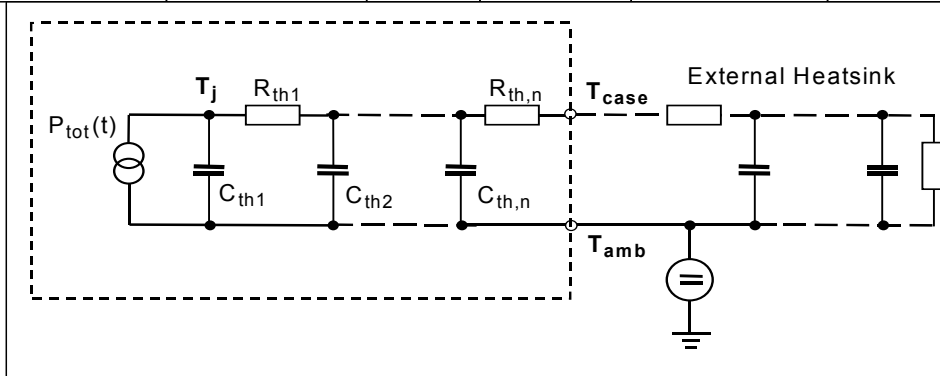 External Heatsink
T_j
R_th1
R_th,n
T_case
P_tot(t)
C_th1
C_th2
C_th,n
T_amb